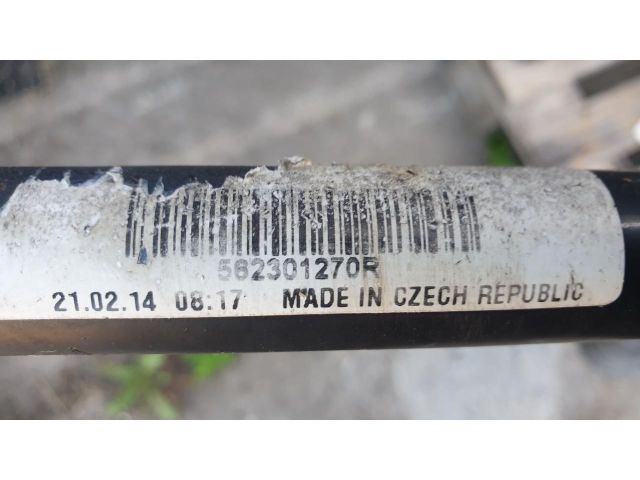 562301270R
21.02.14 08:17 MADE IN CZECH REPUBLIC